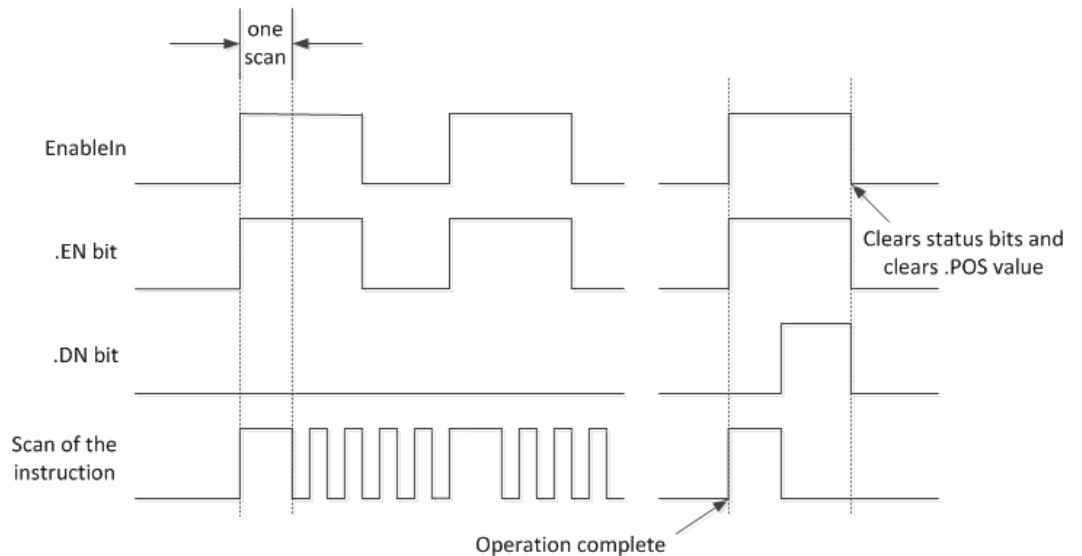 one
scan
EnableIn
.EN bit
Clears status bits and
clears .POS value
.DN bit
Scan of the
instruction
Operation complete